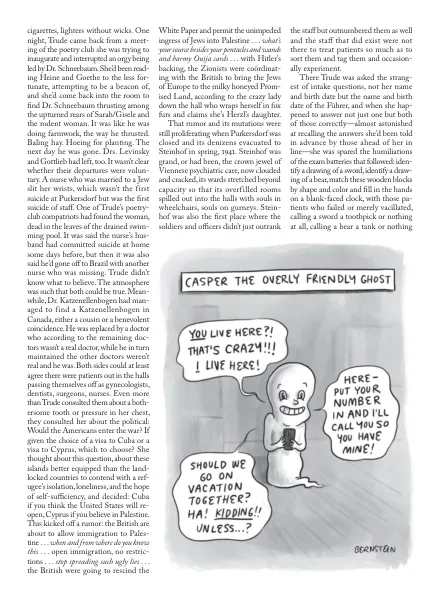 cigarettes, lighters without wicks. One
night, Trude came back from a meet-
ing of the poetry club she was trying to
inaugurate and interrupted an orgy being
led by Dr. Schneebaum. She'd been read-
ing Heine and Goethe to the less for-
tunate, attempting to be a beacon of,
and she'd come into the room to
find Dr. Schneebaum thrusting among
the upturned rears of Sarah/Gisele and
the rodent woman. It was like he was
doing farmwork, the way he thrusted.
Baling hay. Hoeing for planting. The
next day he was gone. Drs. Levinsky
and Gottlieb had left, too. It wasn't clear
whether their departures were volun-
tary. A nurse who was married to a Jew
slit her wrists, which wasn't the first
suicide at Purkersdorf but was the first
suicide of staff. One of Trude's poetry-
club compatriots had found the woman,
dead in the leaves of the drained swim-
ming pool. It was said the nurse's hus-
band had committed suicide at home
some days before, but then it was also
said he'd gone off to Brazil with another
nurse who was missing. Trude didn't
know what to believe. The atmosphere
was such that both could be true. Mean-
while, Dr. Katzenellenbogen had man-
aged to find a Katzenellenbogen in
Canada, either a cousin or a benevolent
coincidence. He was replaced by a doctor
who according to the remaining doc-
tors wasn't a real doctor, while he in turn
maintained the other doctors weren't
real and he was. Both sides could at least
agree there were patients out in the halls
passing themselves off as gynecologists,
dentists, surgeons, nurses. Even more
than Trude consulted them about a both-
ersome tooth or pressure in her chest,
they consulted her about the political:
Would the Americans enter the war? If
given the choice of a visa to Cuba or a
visa to Cyprus, which to choose? She
thought about this question, about these
islands better equipped than the land-
locked countries to contend with a ref-
ugee's isolation, loneliness, and the hope
of self-sufficiency, and decided: Cuba
if you think the United States will re-
open, Cyprus if you believe in Palestine.
This kicked off a rumor: the British are
about to allow immigration to Pales-
tine . . . when and from where do you know
this . . . open immigration, no restric-
tions . . . stop spreading such ugly lies . . .
the British were going to rescind the
White Paper and permit the unimpeded
ingress of Jews into Palestine . . . what's
your source besides your pentacles and wands
and hormy Ouija cards . . . with Hitler's
backing, the Zionists were coördinat-
ing with the British to bring the Jews
of Europe to the milky honeyed Prom-
ised Land, according to the crazy lady
down the hall who wraps herself in fox
furs and claims she's Herzl's daughter.
That rumor and its mutations were
still proliferating when Purkersdorf was
closed and its denizens evacuated to
Steinhof in spring, 1941. Steinhof was
grand, or had been, the crown jewel of
Viennese psychiatric care, now clouded
and cracked, its wards stretched beyond
capacity so that its overfilled rooms
spilled out into the halls with souls in
wheelchairs, souls on gurneys. Stein-
hof was also the first place where the
soldiers and officers didn't just outrank
the staff but outnumbered them as well
and the staff that did exist were not
there to treat patients so much as to
sort them and tag them and occasion-
ally experiment.
There Trude was asked the strang-
est of intake questions, not her name
and birth date but the name and birth
date of the Führer, and when she hap-
pened to answer not just one but both
of those correctly—almost astonished
at recalling the answers she'd been told
in advance by those ahead of her in
line—she was spared the humiliations
of the exam batteries that followed: iden-
tify a drawing of a sword, identify a draw-
ing of a bear, match these wooden blocks
by shape and color and fill in the hands
on a blank-faced clock, with those pa-
tients who failed or merely vacillated,
calling a sword a toothpick or nothing
at all, calling a bear a tank or nothing
CASPER THE OVERLY FRIENDLY GHOST
YOU LIVE HERE?!
THAT'S CRAZY!!!
I LIVE HERE!
HERE–
PUT YOUR
NUMBER
IN AND I'LL
CALL YOU SO
YOU HAVE
MINE!
SHOULD WE
GO ON
VACATION
TOGETHER?
HA! KIDDING!!
UNLESS...?
BERNSTEIN